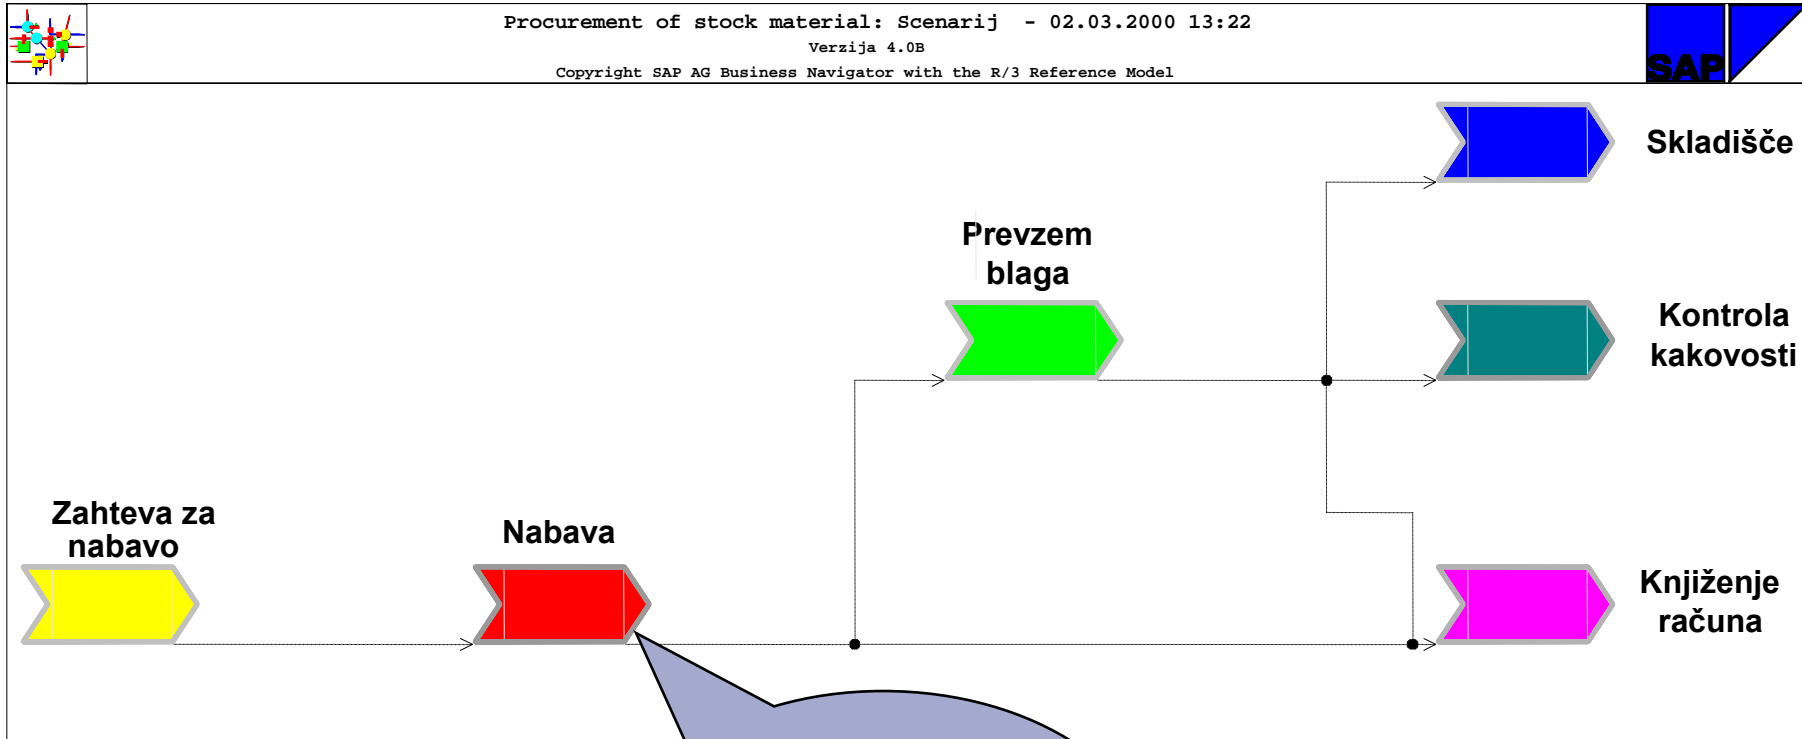 Procurement of stock material: Scenarij - 02.03.2000 13:22
Verzija 4.0B
Copyright SAP AG Business Navigator with the R/3 Reference Model
SAP
Skladišče
Prevzem
blaga
Kontrola
kakovosti
Zahteva za
nabavo
Nabava
Knjiženje
računa